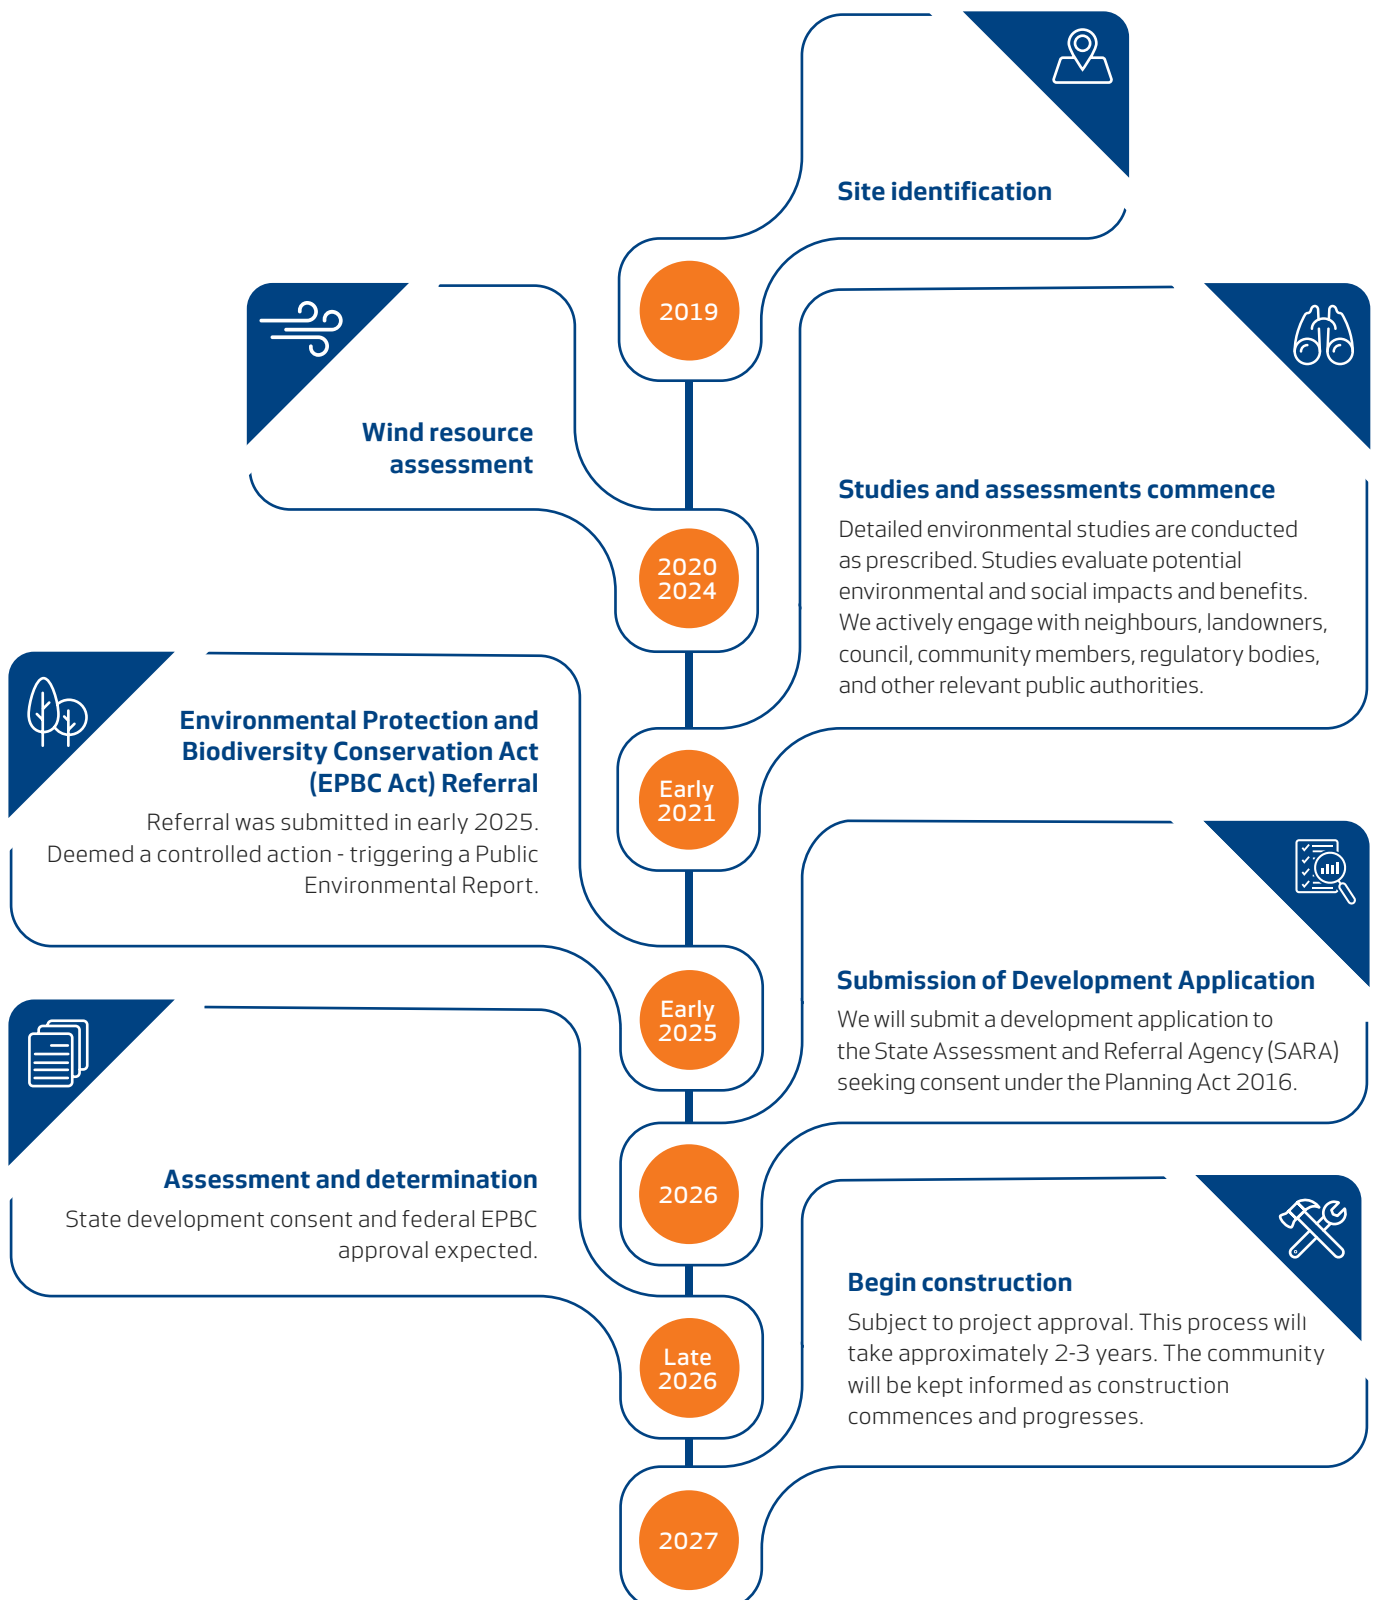 Site identification
2019
Wind resource
assessment
2020
2024
Studies and assessments commence
Detailed environmental studies are conducted
as prescribed. Studies evaluate potential
environmental and social impacts and benefits.
We actively engage with neighbours, landowners,
council, community members, regulatory bodies,
and other relevant public authorities.
Early
2021
Environmental Protection and
Biodiversity Conservation Act
(EPBC Act) Referral
Referral was submitted in early 2025.
Deemed a controlled action - triggering a Public
Environmental Report.
Early
2025
Submission of Development Application
We will submit a development application to
the State Assessment and Referral Agency (SARA)
seeking consent under the Planning Act 2016.
2026
Assessment and determination
State development consent and federal EPBC
approval expected.
Late
2026
Begin construction
Subject to project approval. This process will
take approximately 2-3 years. The community
will be kept informed as construction
commences and progresses.
2027